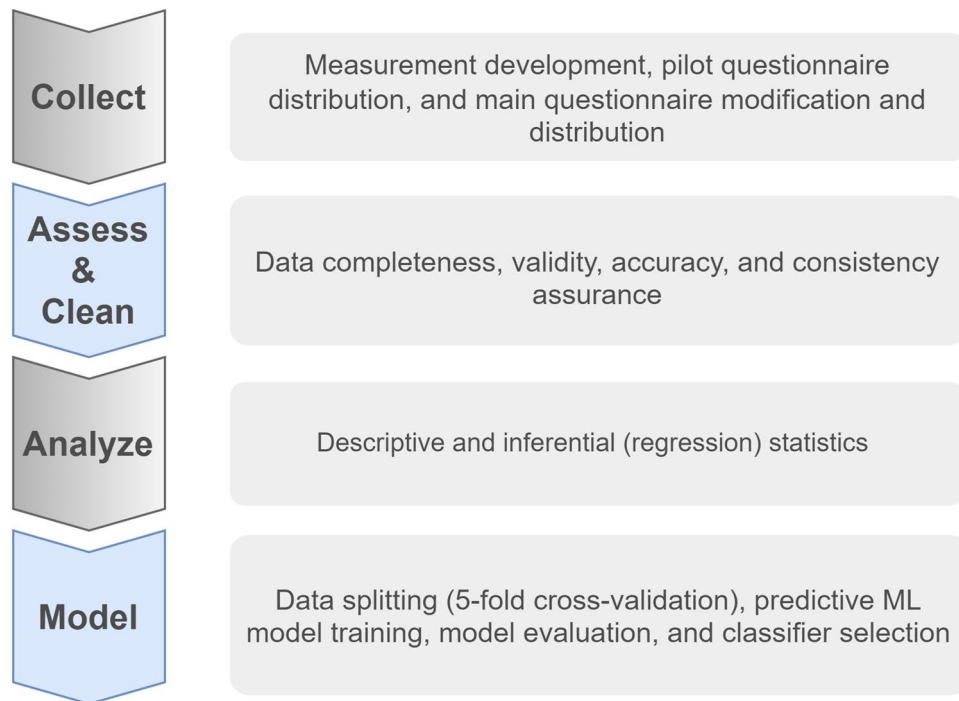 Collect
Measurement development, pilot questionnaire
distribution, and main questionnaire modification and
distribution
Assess
&
Clean
Data completeness, validity, accuracy, and consistency
assurance
Analyze
Descriptive and inferential (regression) statistics
Model
Data splitting (5-fold cross-validation), predictive ML
model training, model evaluation, and classifier selection